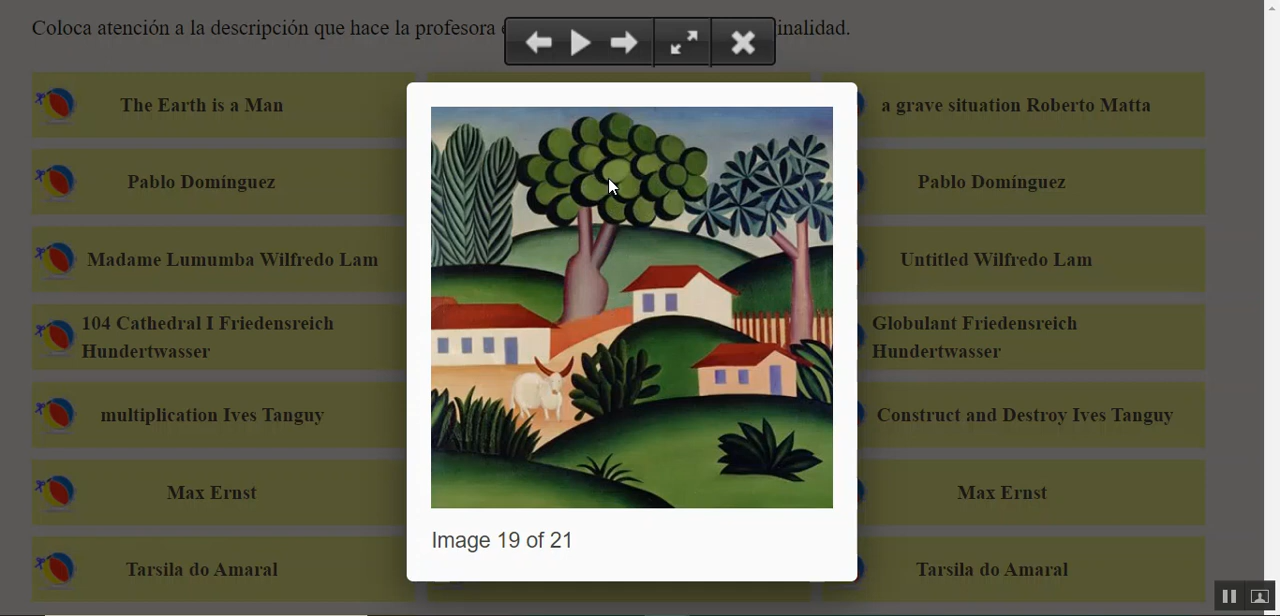 Coloca atención a la descripción que hace la profesora
inalidad.
The Earth is a Man
a grave situation Roberto Matta
Pablo Domínguez
Pablo Domínguez
Madame Lumumba Wilfredo Lam
Untitled Wilfredo Lam
104 Cathedral I Friedensreich
Hundertwasser
Globulant Friedensreich
Hundertwasser
multiplication Ives Tanguy
Construct and Destroy Ives Tanguy
Max Ernst
Max Ernst
Image 19 of 21
Tarsila do Amaral
Tarsila do Amaral